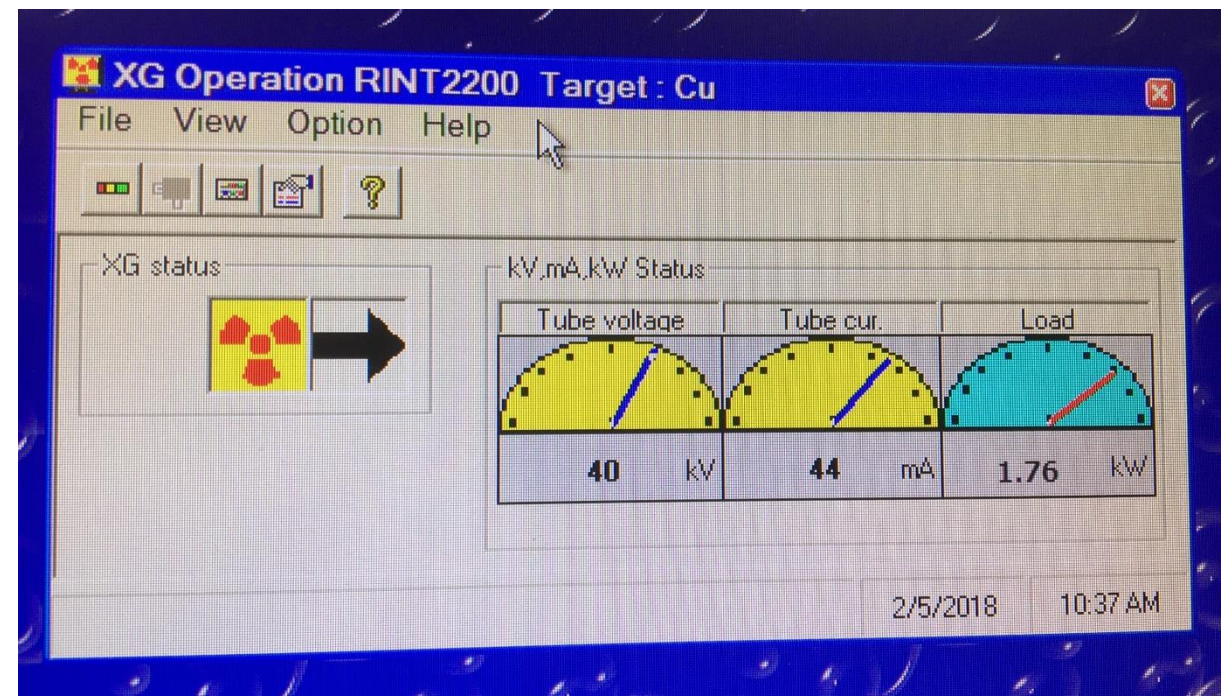 XG Operation RINT2200 Target : Cu
File View Option Help
XG status
kV,mA,kW Status
Tube voltage Tube cur. Load
40 kV 44 mA 1.76 kW
2/5/2018 10:37 AM